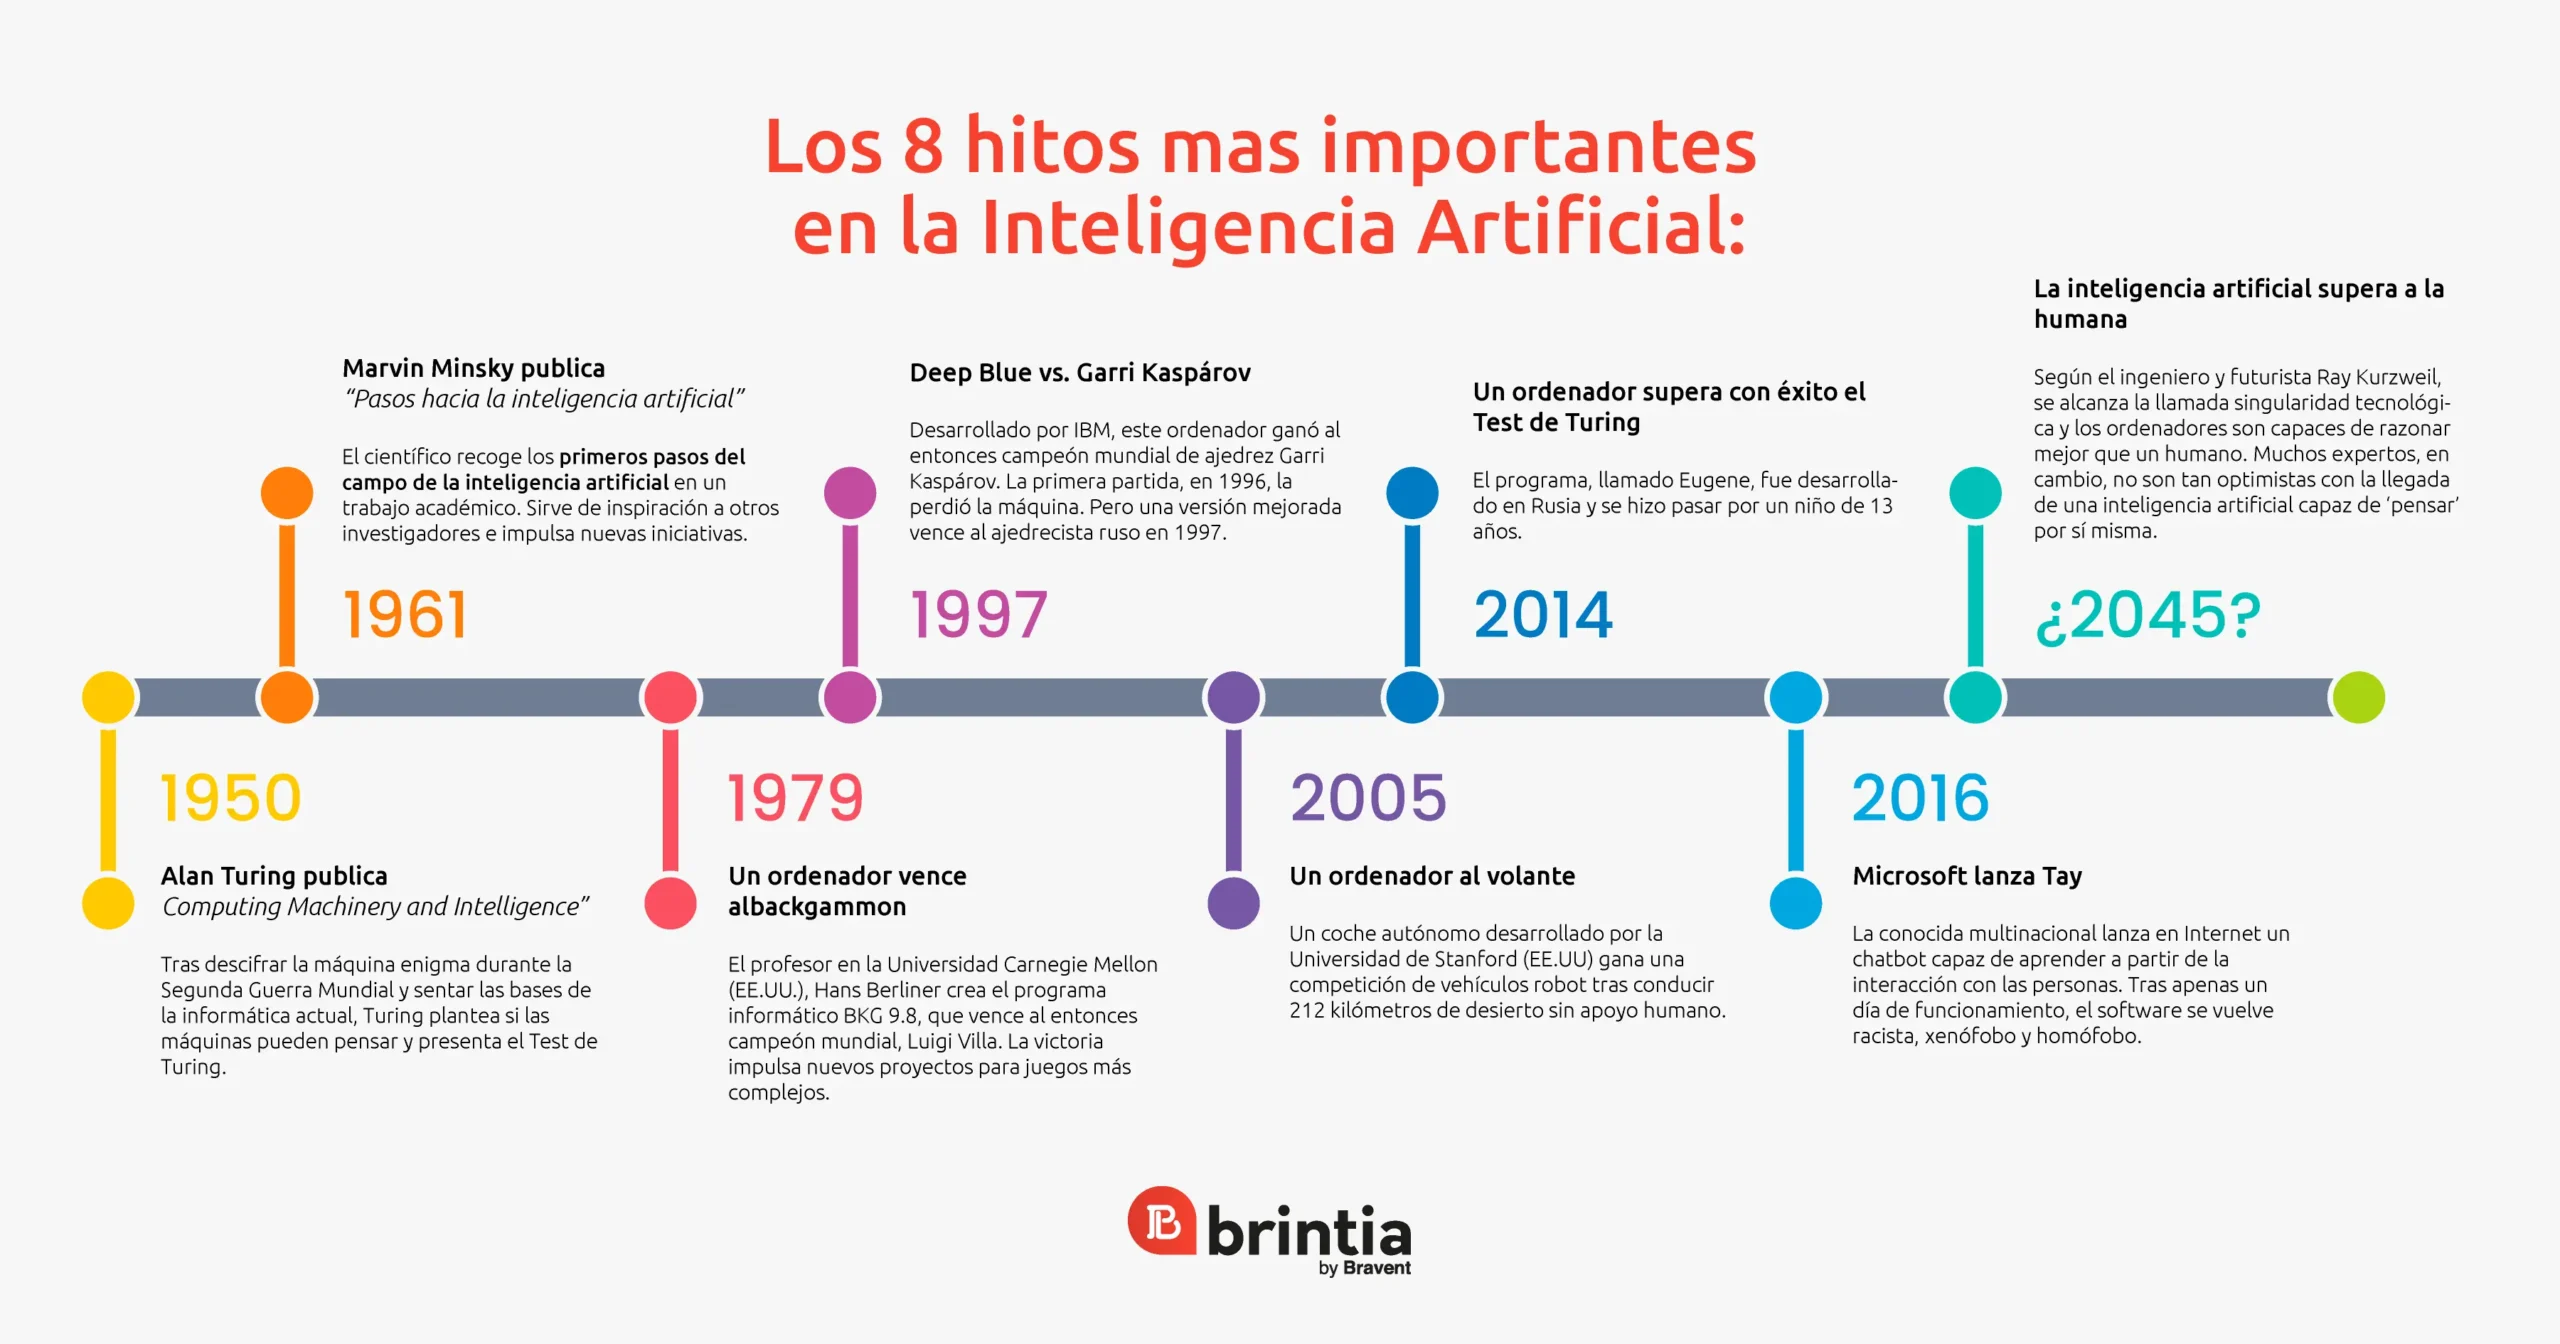 Los 8 hitos mas importantes
en la Inteligencia Artificial:
1950
Alan Turing publica
Computing Machinery and Intelligence”
Tras descifrar la máquina enigma durante la
Segunda Guerra Mundial y sentar las bases de
la informática actual, Turing plantea si las
máquinas pueden pensar y presenta el Test de
Turing.
Marvin Minsky publica
“Pasos hacia la inteligencia artificial”
El científico recoge los primeros pasos del
campo de la inteligencia artificial en un
trabajo académico. Sirve de inspiración a otros
investigadores e impulsa nuevas iniciativas.
1961
1979
Un ordenador vence
albackgammon
El profesor en la Universidad Carnegie Mellon
(EE.UU.), Hans Berliner crea el programa
informático BKG 9.8, que vence al entonces
campeón mundial, Luigi Villa. La victoria
impulsa nuevos proyectos para juegos más
complejos.
Deep Blue vs. Garri Kaspárov
Desarrollado por IBM, este ordenador ganó al
entonces campeón mundial de ajedrez Garri
Kaspárov. La primera partida, en 1996, la
perdió la máquina. Pero una versión mejorada
vence al ajedrecista ruso en 1997.
1997
2005
Un ordenador al volante
Un coche autónomo desarrollado por la
Universidad de Stanford (EE.UU) gana una
competición de vehículos robot tras conducir
212 kilómetros de desierto sin apoyo humano.
Un ordenador supera con éxito el
Test de Turing
El programa, llamado Eugene, fue desarrolla-
do en Rusia y se hizo pasar por un niño de 13
años.
2014
2016
Microsoft lanza Tay
La conocida multinacional lanza en Internet un
chatbot capaz de aprender a partir de la
interacción con las personas. Tras apenas un
día de funcionamiento, el software se vuelve
racista, xenófobo y homófobo.
La inteligencia artificial supera a la
humana
Según el ingeniero y futurista Ray Kurzweil,
se alcanza la llamada singularidad tecnológi-
ca y los ordenadores son capaces de razonar
mejor que un humano. Muchos expertos, en
cambio, no son tan optimistas con la llegada
de una inteligencia artificial capaz de ‘pensar’
por sí misma.
¿2045?
B brintia
by Bravent